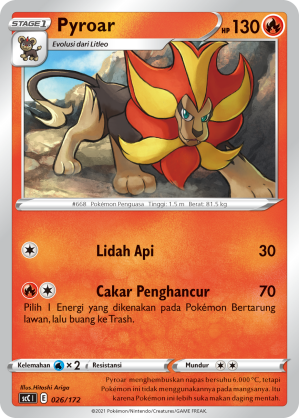 STAGE 1
Pyroar
HP 130
Evolusi dari Litleo
#668 Pokémon Penguasa Tinggi: 1.5 m Berat: 81.5 kg
Lidah Api 30
Cakar Penghancur 70
Pilih 1 Energi yang dikenakan pada Pokémon Bertarung
lawan, lalu buang ke Trash.
Kelemahan ×2 Resistansi Mundur
Illus. Hitoshi Ariga
SC1 I E 026/172
Pyroar menghembuskan napas bersuhu 6.000 °C, tetapi
Pokémon ini tidak menggunakannya pada mangsanya. Itu
karena Pokémon ini lebih suka makan daging mentah.
©2021 Pokémon/Nintendo/Creatures/GAME FREAK